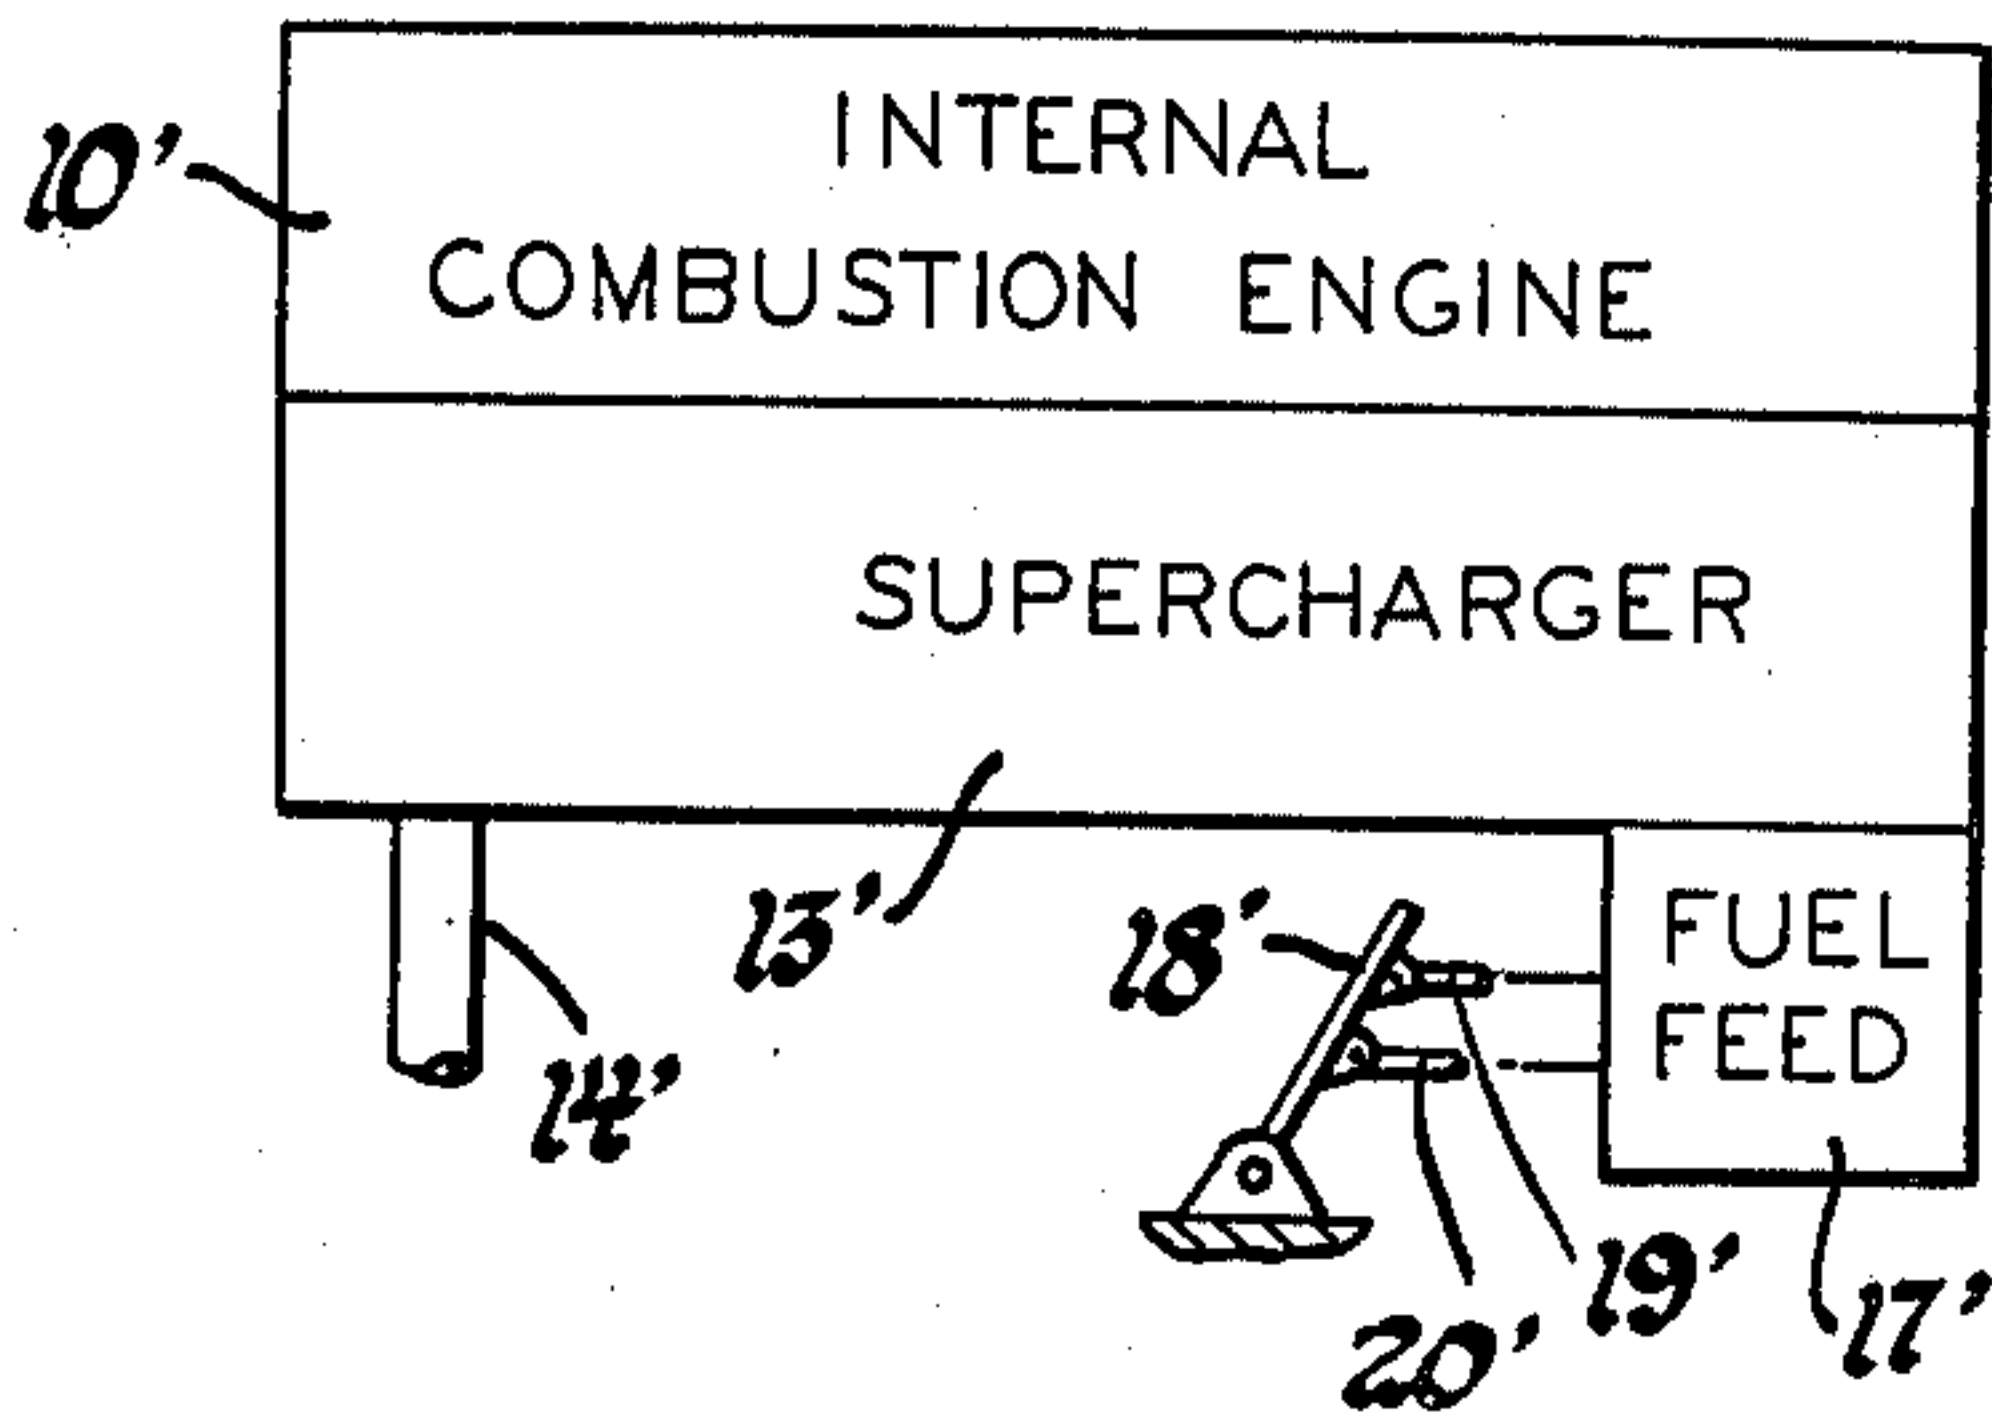 INTERNAL
10'
COMBUSTION ENGINE
SUPERCHARGER
13'
18'
FUEL
FEED
14'
19'
17'
20'